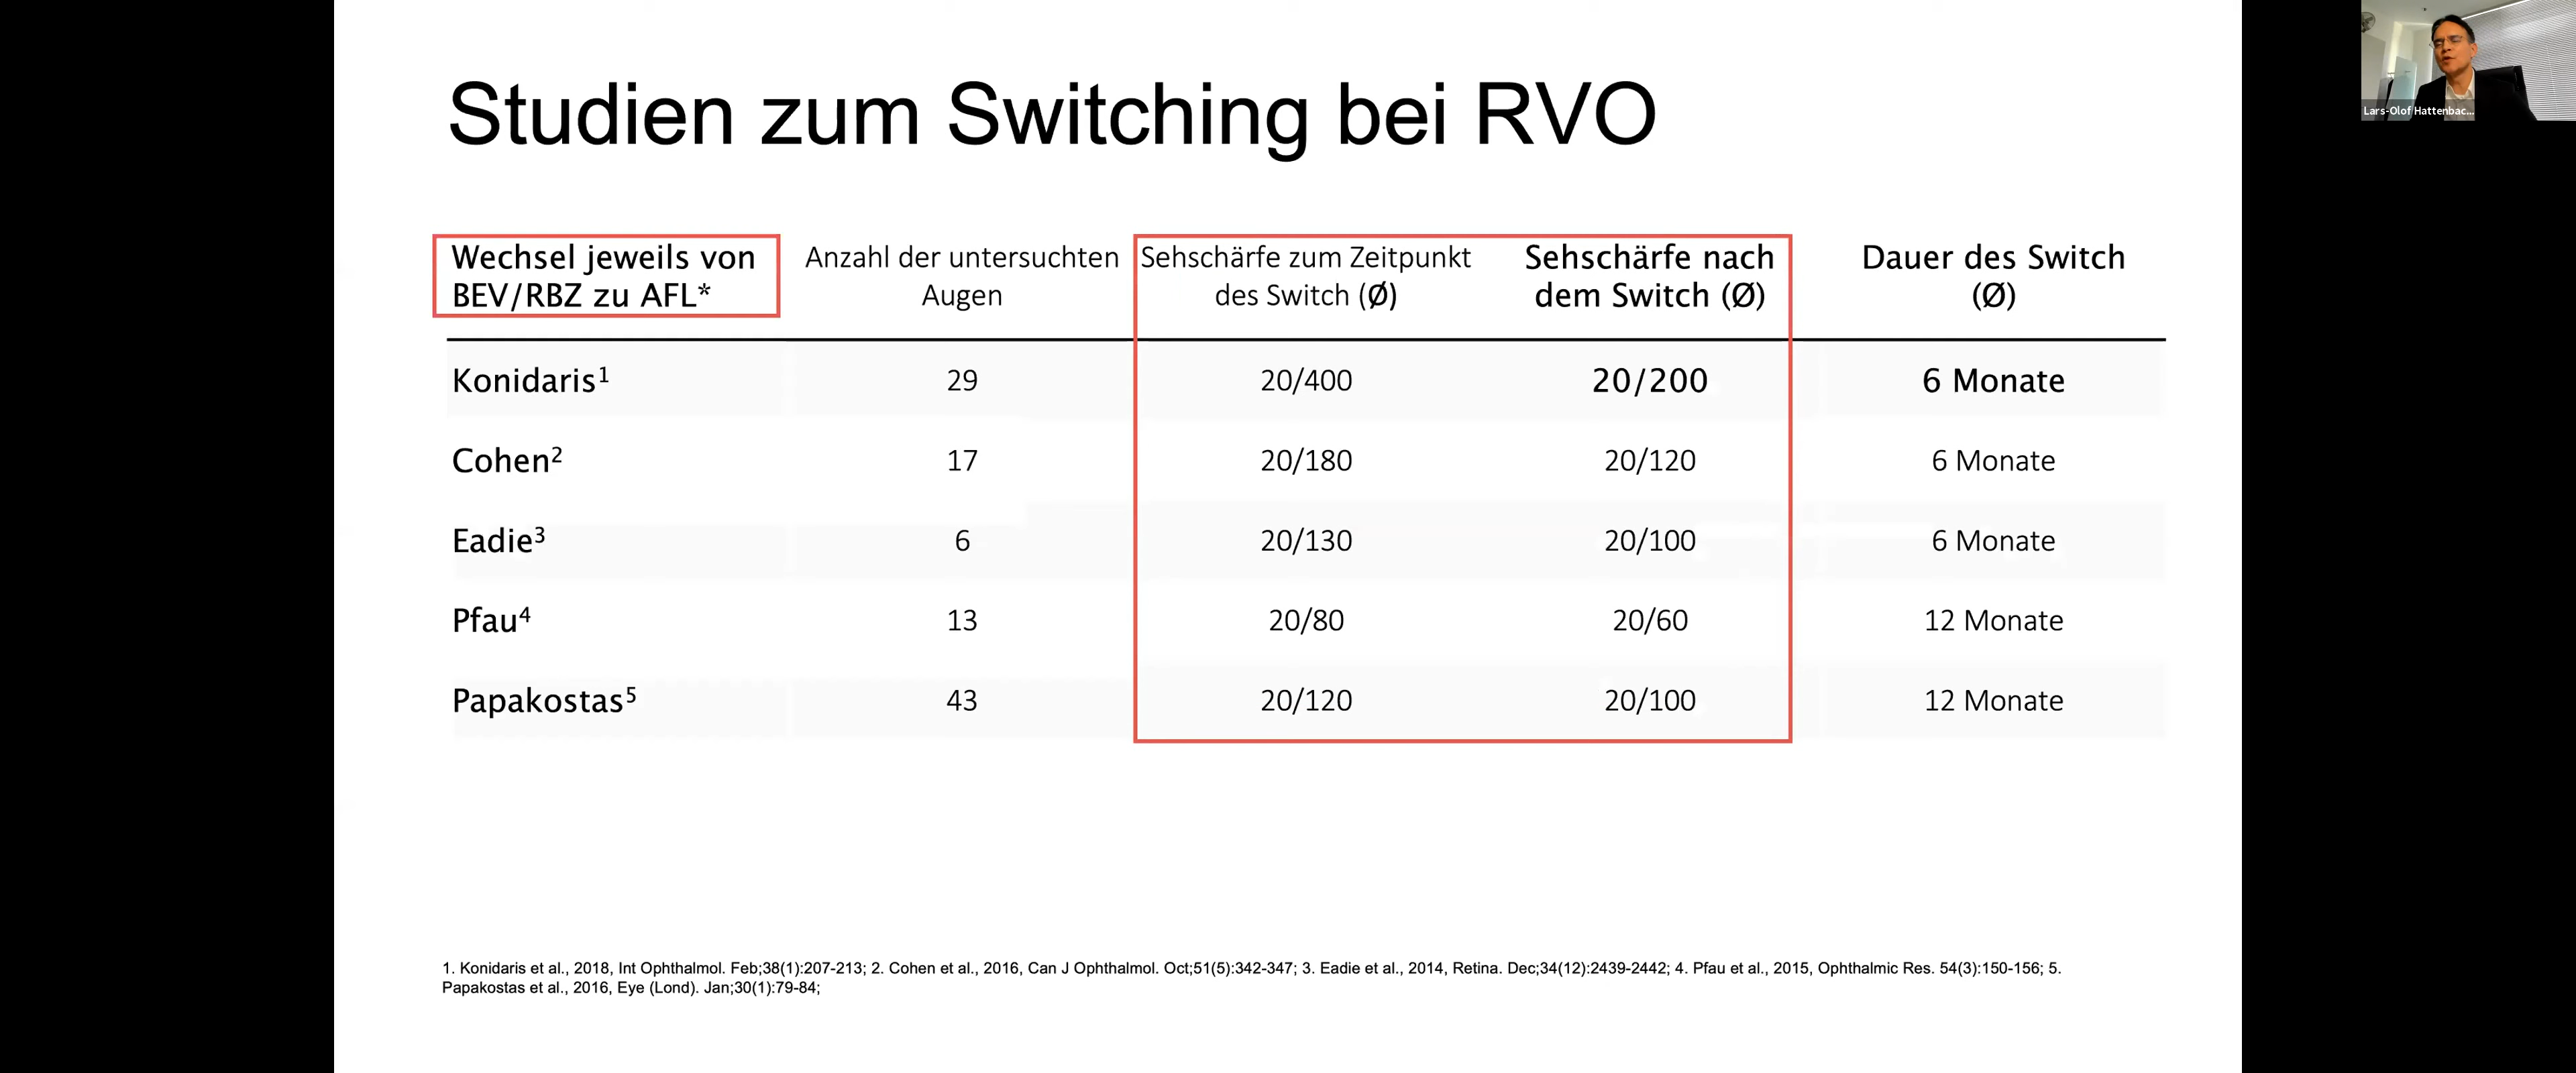 Studien zum Switching bei RVO
Lars-Olof Hattenbac...
Wechsel jeweils von
BEV/RBZ zu AFL*
Anzahl der untersuchten
Augen
Sehschärfe zum Zeitpunkt
des Switch (Ø)
Sehschärfe nach
dem Switch (Ø)
Dauer des Switch
(Ø)
Konidaris¹ 29 20/400 20/200 6 Monate
Cohen² 17 20/180 20/120 6 Monate
Eadie³ 6 20/130 20/100 6 Monate
Pfau⁴ 13 20/80 20/60 12 Monate
Papakostas⁵ 43 20/120 20/100 12 Monate
1. Konidaris et al., 2018, Int Ophthalmol. Feb;38(1):207-213; 2. Cohen et al., 2016, Can J Ophthalmol. Oct;51(5):342-347; 3. Eadie et al., 2014, Retina. Dec;34(12):2439-2442; 4. Pfau et al., 2015, Ophthalmic Res. 54(3):150-156; 5.
Papakostas et al., 2016, Eye (Lond). Jan;30(1):79-84;